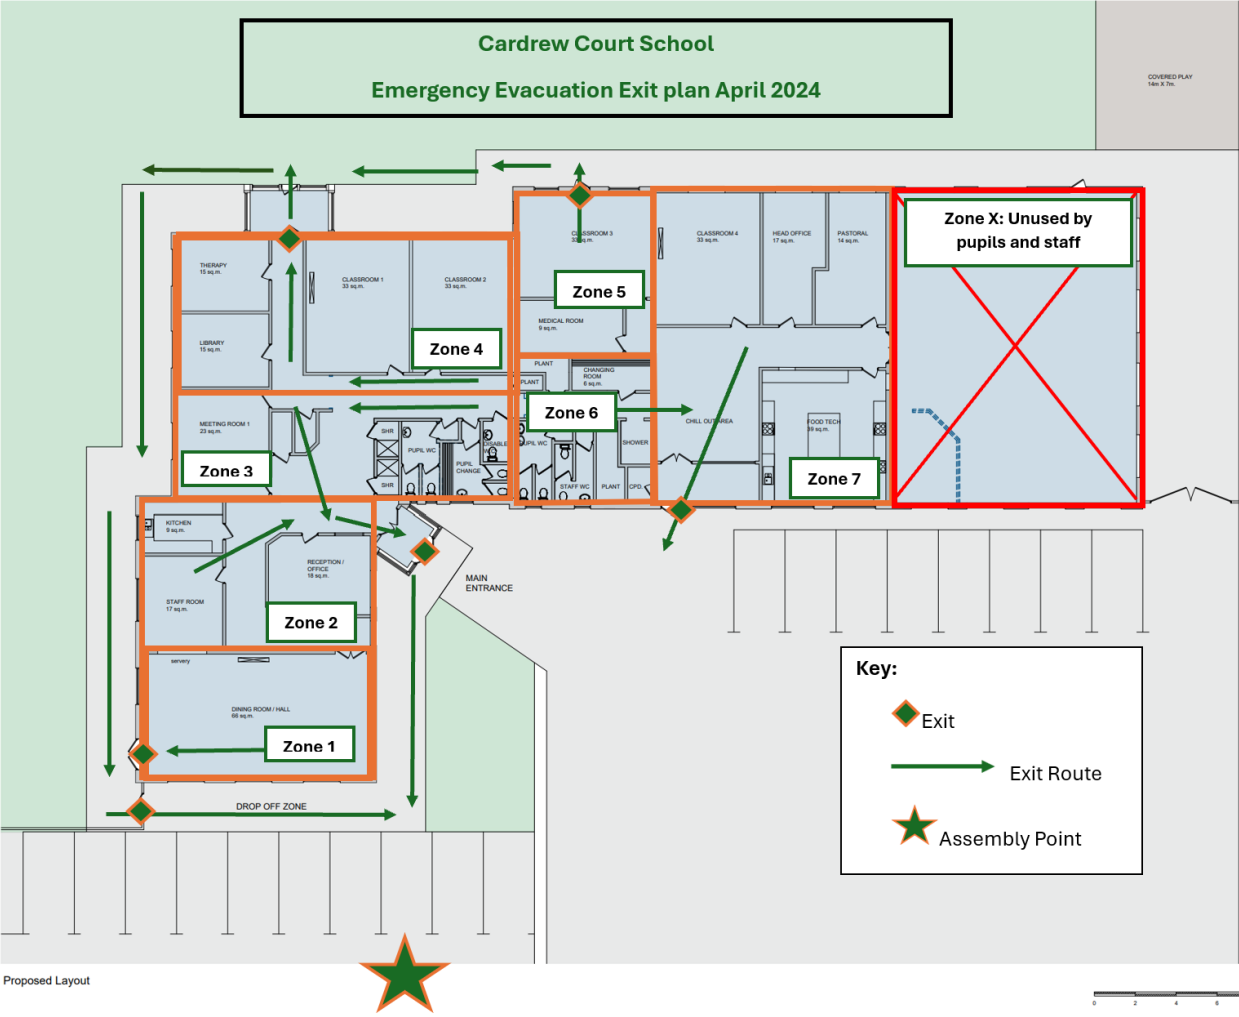 Cardrew Court School
Emergency Evacuation Exit plan April 2024
COVERED PLAY
14m X 7m.
Zone X: Unused by
pupils and staff
CLASSROOM 3
33 sq.m.
CLASSROOM 4
33 sq.m.
HEAD OFFICE
17 sq.m.
PASTORAL
14 sq.m.
THERAPY
15 sq.m.
CLASSROOM 1
33 sq.m.
CLASSROOM 2
33 sq.m.
Zone 5
MEDICAL ROOM
9 sq.m.
LIBRARY
15 sq.m.
Zone 4
PLANT
PLANT
CHANGING
ROOM
6 sq.m.
Zone 6
MEETING ROOM 1
23 sq.m.
SHR
PUPIL WC
PUPIL
CHANGE
SHR
PUPIL WC
SHOWER
STAFF WC
PLANT
CPD.
CHILL OUT AREA
FOOD TECH
Zone 3
Zone 7
KITCHEN
9 sq.m.
RECEPTION /
OFFICE
18 sq.m.
STAFF ROOM
17 sq.m.
Zone 2
MAIN
ENTRANCE
servery
DINING ROOM / HALL
68 sq.m.
Zone 1
DROP OFF ZONE
Key:
Exit
Exit Route
Assembly Point
Proposed Layout
0 2 4 6